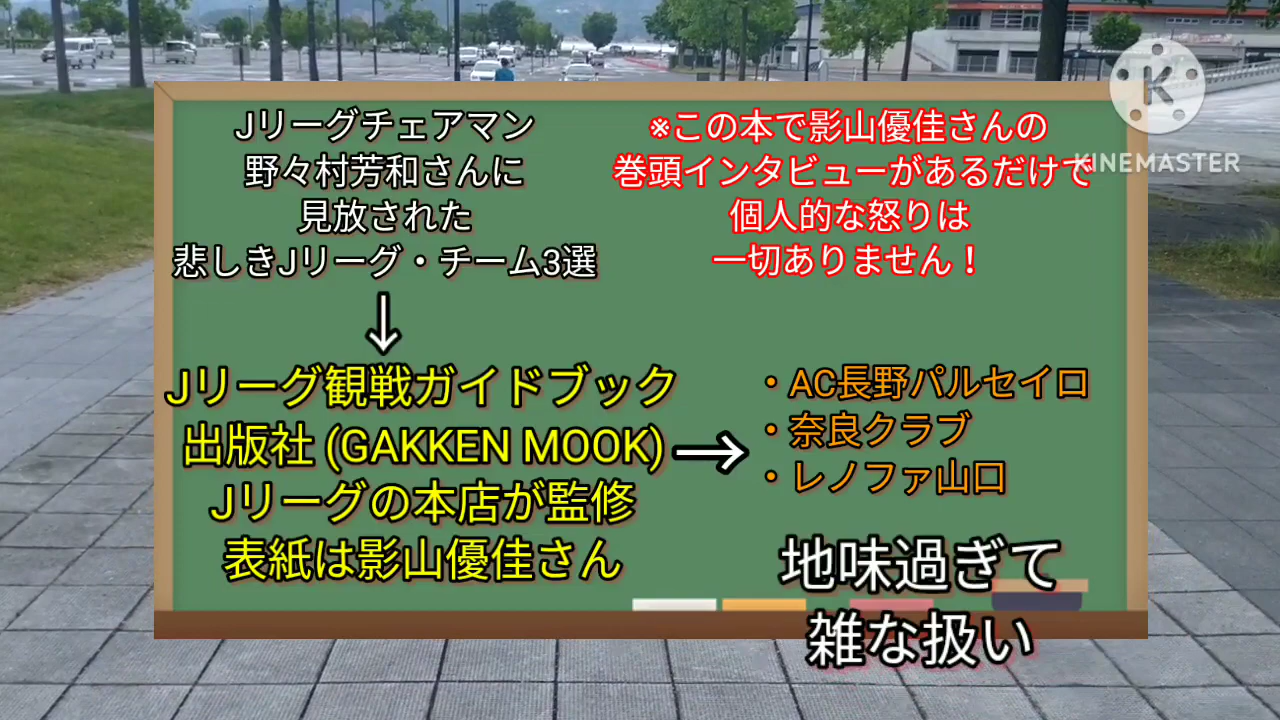 Jリーグチェアマン
野々村芳和さんに
見放された
悲しきJリーグ・チーム3選
↓
※この本で影山優佳さんの
巻頭インタビューがあるだけで
個人的な怒りは
一切ありません！
K
KINEMASTER
Jリーグ観戦ガイドブック
出版社 (GAKKEN MOOK)→
Jリーグの本店が監修
表紙は影山優佳さん
・AC長野パルセイロ
・奈良クラブ
・レノファ山口
地味過ぎて
雑な扱い